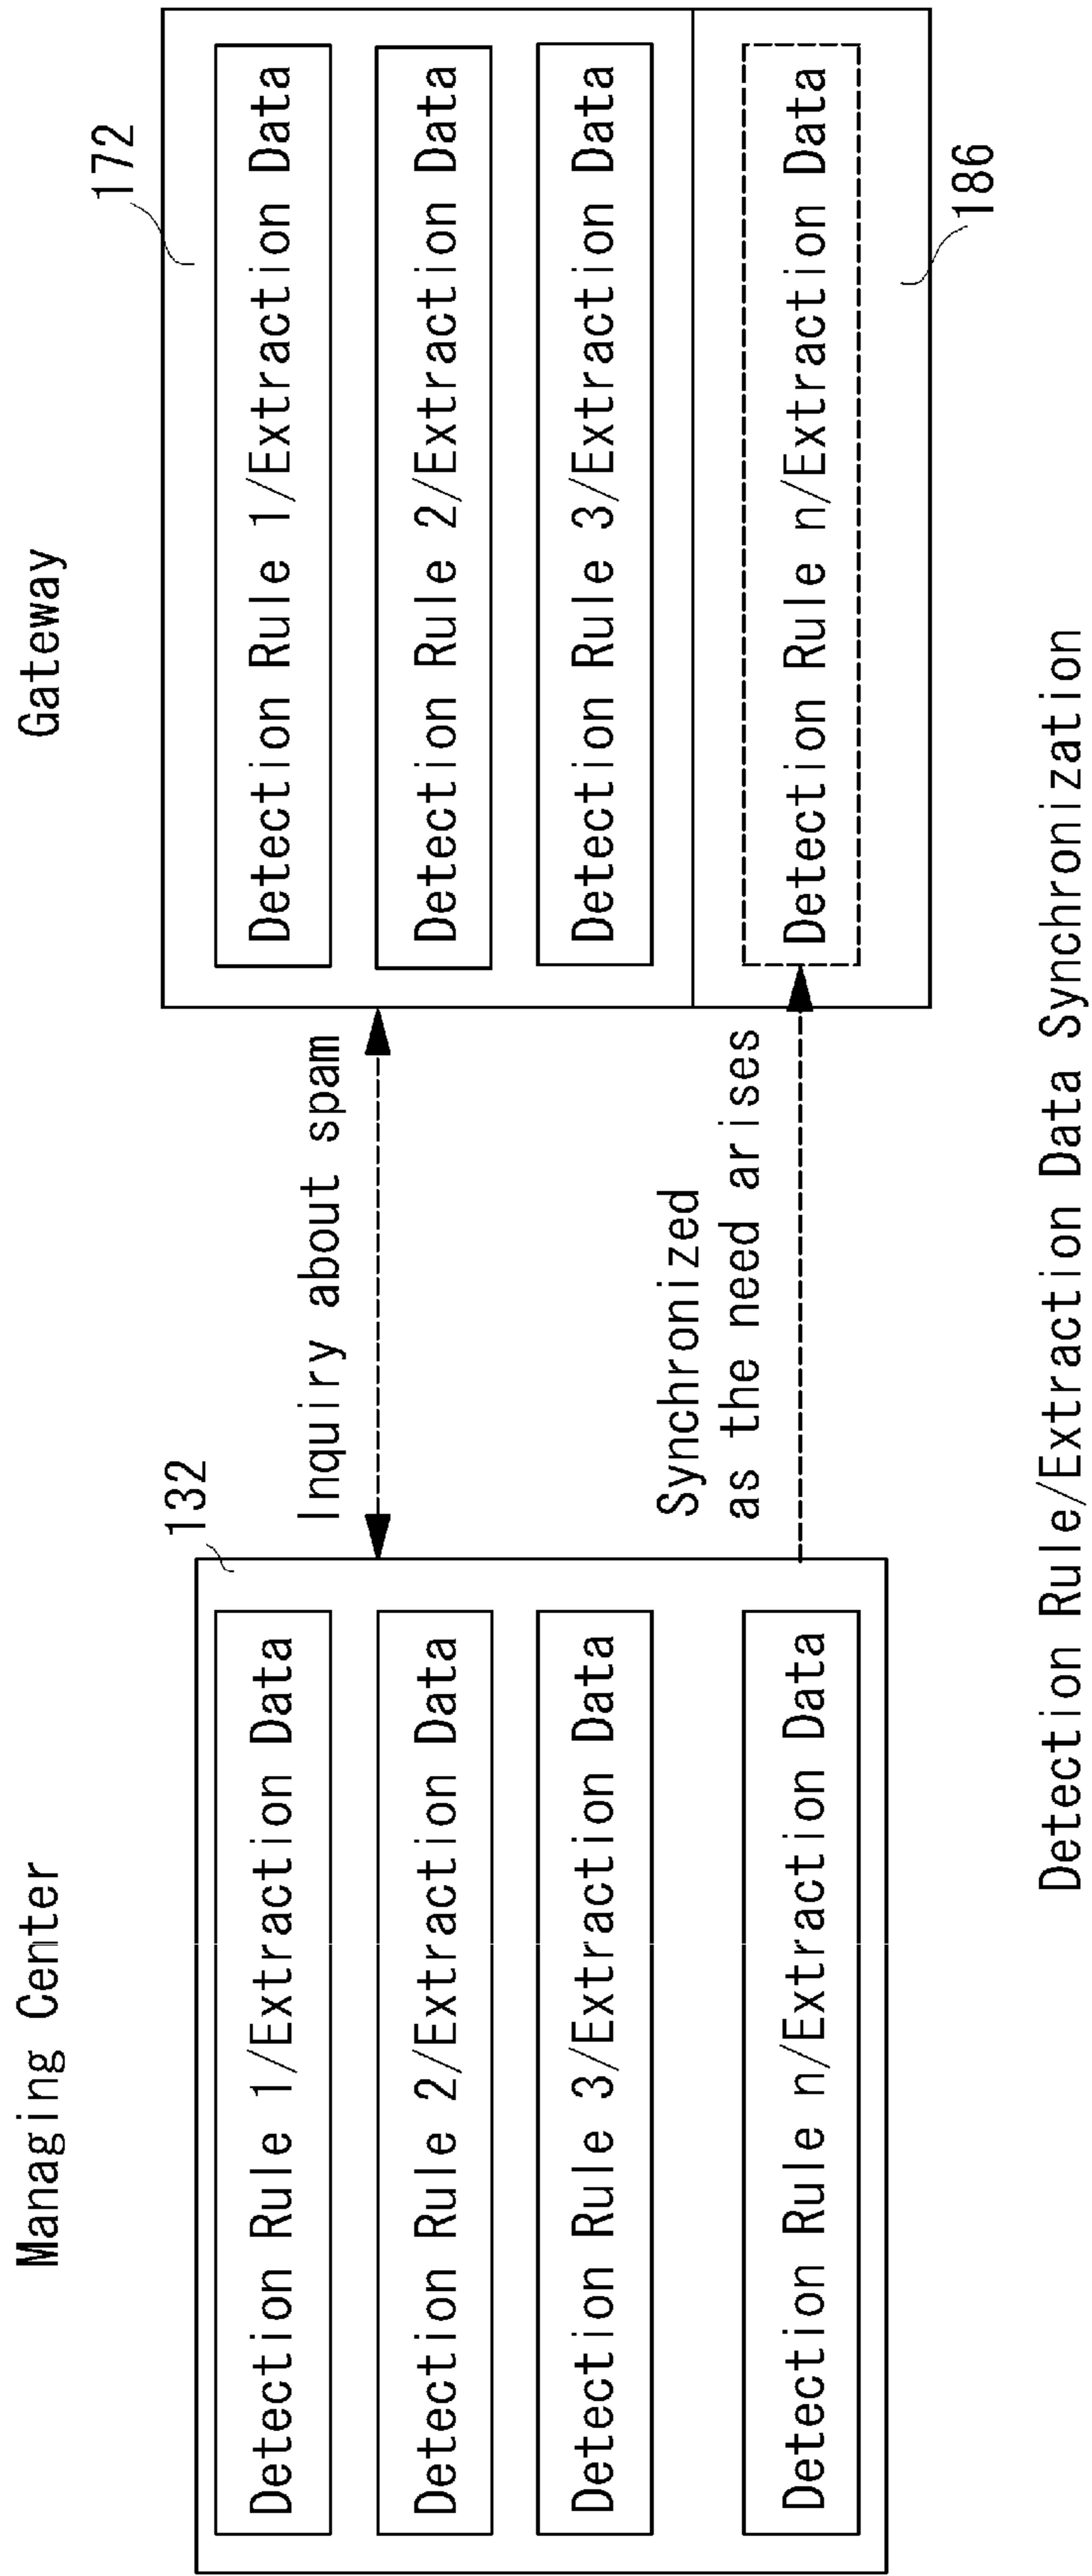 Managing Center
Gateway
132
Detection Rule 1/Extraction Data
Detection Rule 2/Extraction Data
Detection Rule 3/Extraction Data
Detection Rule n/Extraction Data
Inquiry about spam
Synchronized
as the need arises
172
Detection Rule 1/Extraction Data
Detection Rule 2/Extraction Data
Detection Rule 3/Extraction Data
Detection Rule n/Extraction Data
186
Detection Rule/Extraction Data Synchronization